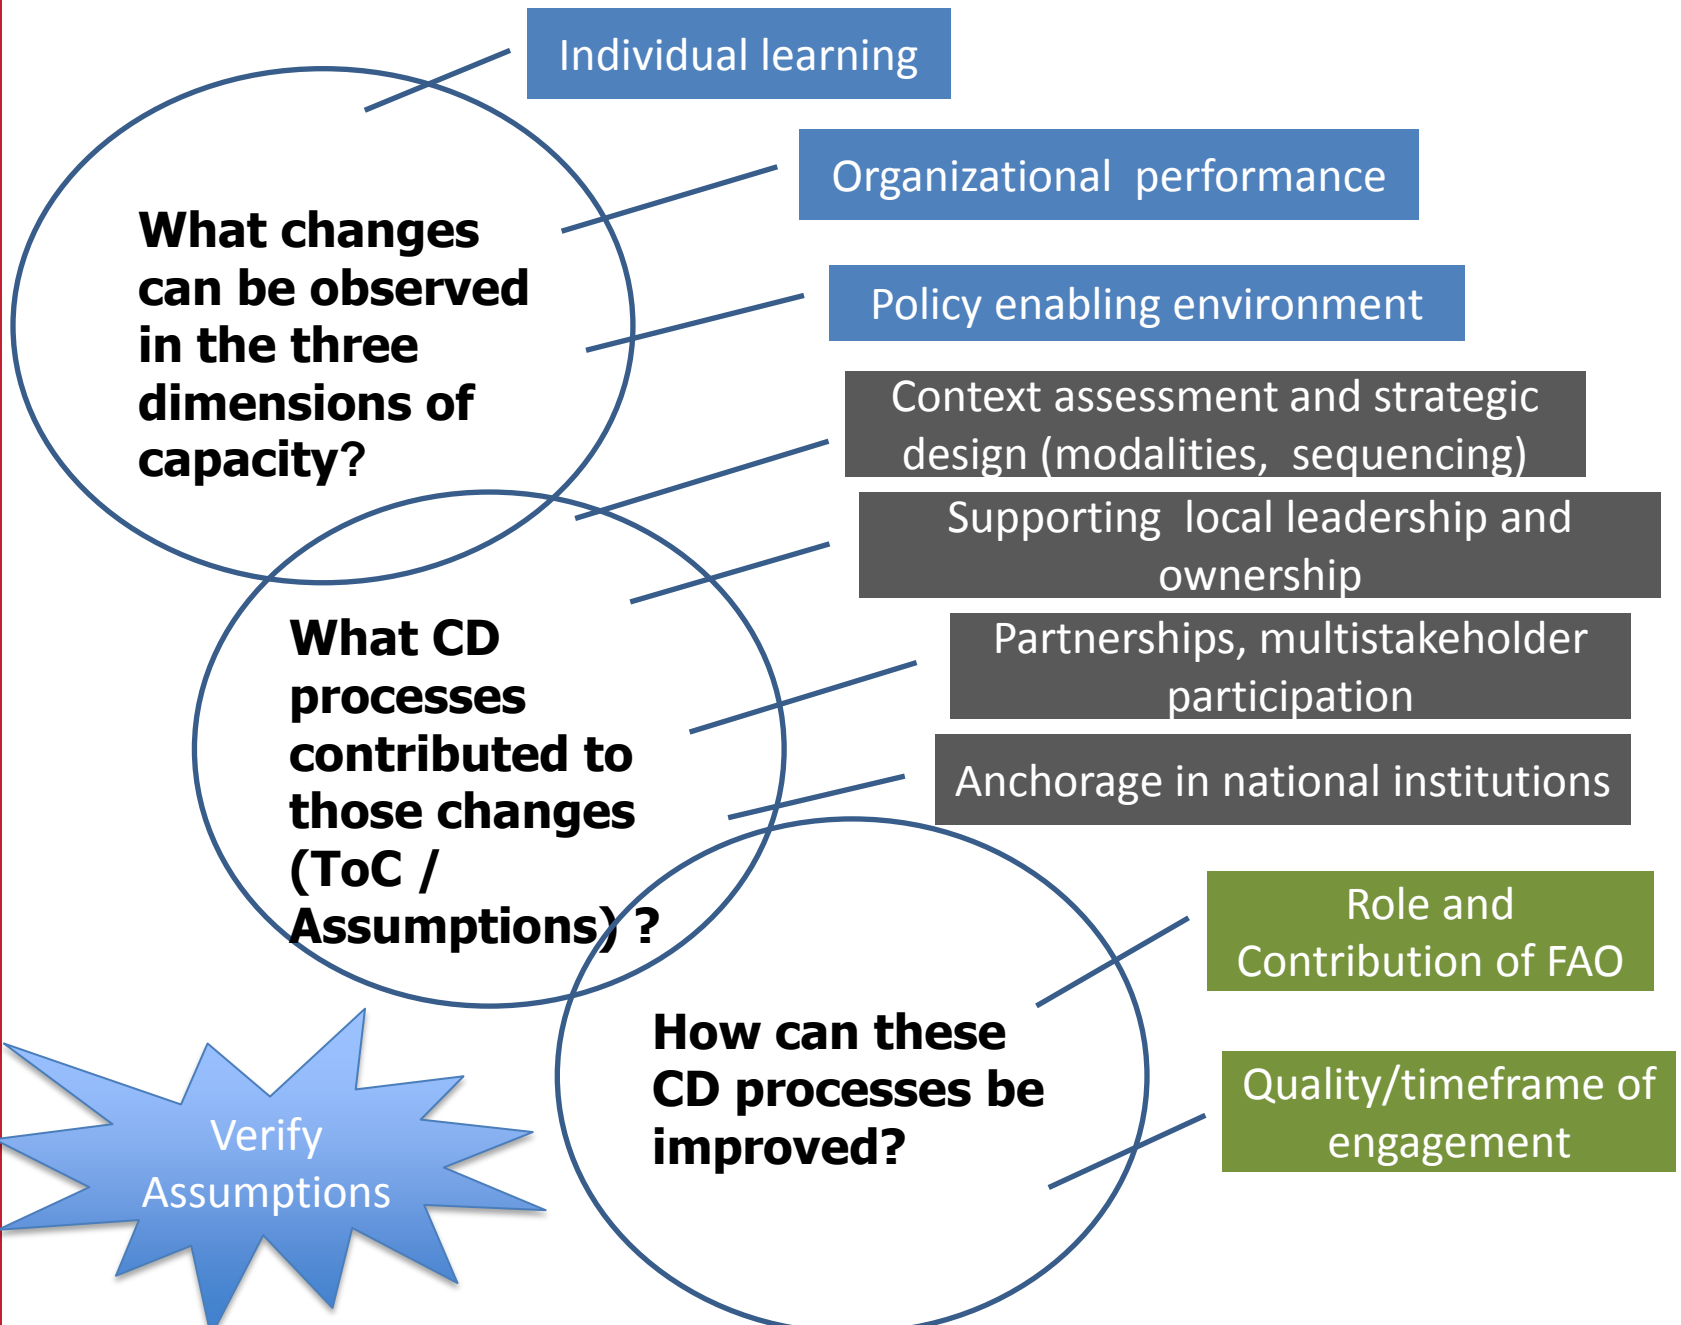 Individual learning
Organizational  performance
Policy enabling environment
What changes
can be observed
in the three
dimensions of
capacity?
Context assessment and strategic
design (modalities,  sequencing)
Supporting  local leadership and
ownership
Partnerships, multistakeholder
participation
Anchorage in national institutions
What CD
processes
contributed to
those changes
(ToC /
Assumptions) ?
Role and
Contribution of FAO
Quality/timeframe of
engagement
How can these
CD processes be
improved?
Verify
Assumptions